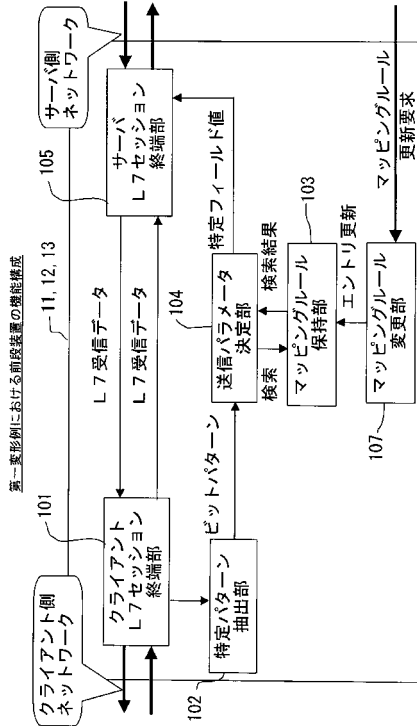 第一変形例における前段装置の機能構成
クライアント側
ネットワーク
11, 12, 13
サーバ側
ネットワーク
101
クライアント
L7セッション
終端部
L7受信データ
L7受信データ
105
サーバ
L7セッション
終端部
102
特定パターン
抽出部
ビットパターン
104
送信パラメータ
決定部
特定フィールド値
検索
検索結果
103
マッピングルール
保持部
エントリ更新
107
マッピングルール
変更部
マッピングルール
更新要求